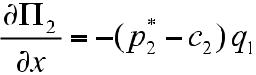 ∂Π₂/∂x = −(p₂* − c₂) q₁